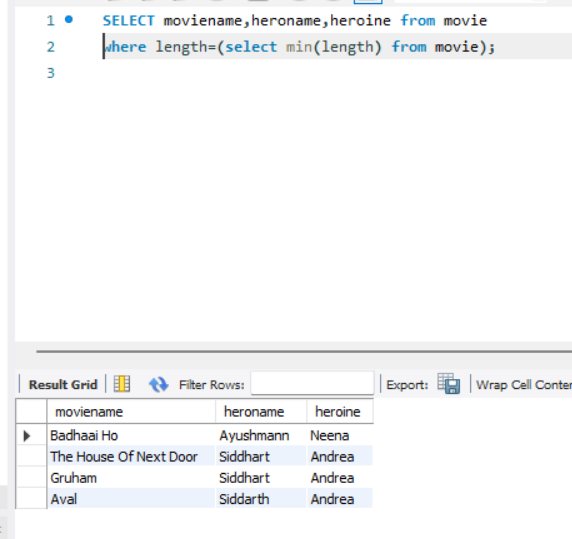 1 SELECT moviename,heroname,heroine from movie
2 where length=(select min(length) from movie);
3
Result Grid Filter Rows: Export: Wrap Cell Conter
moviename heroname heroine
Badhaai Ho Ayushmann Neena
The House Of Next Door Siddhart Andrea
Gruham Siddhart Andrea
Aval Siddarth Andrea